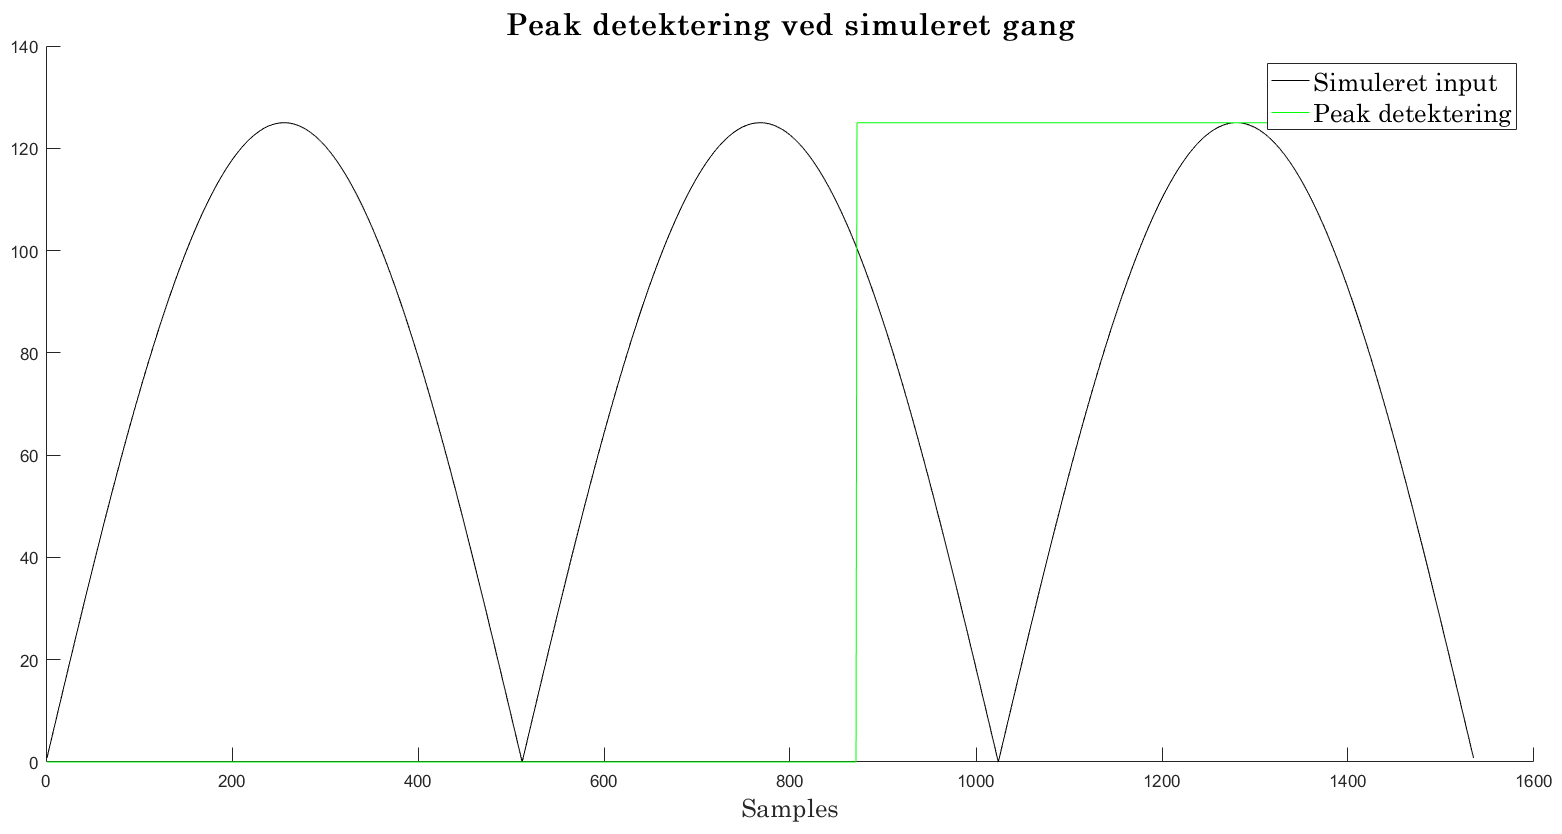 Peak detektering ved simuleret gang
140
Simuleret input
Peak detektering
120
100
80
60
40
20
0
0 200 400 600 800 1000 1200 1400 1600
Samples